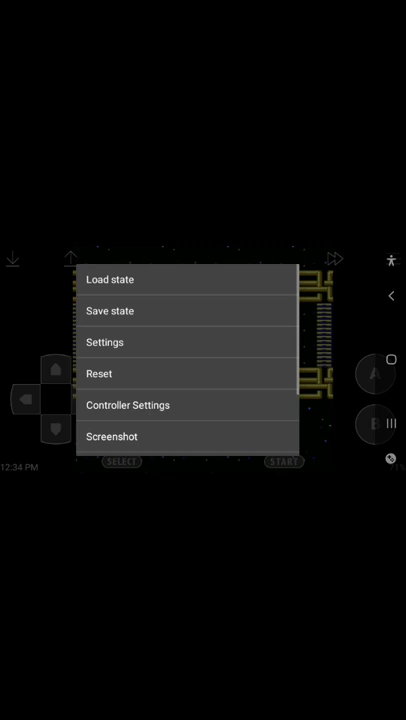 Load state
Save state
Settings
Reset
Controller Settings
Screenshot
A
B
SELECT
START
12:34 PM